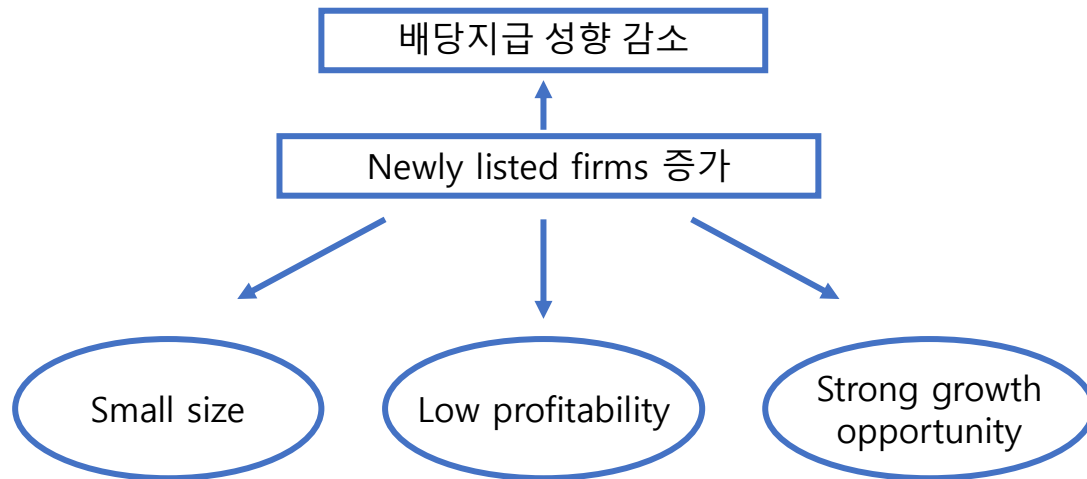 배당지급 성향 감소
Newly listed firms 증가
Small size
Low profitability
Strong growth
opportunity